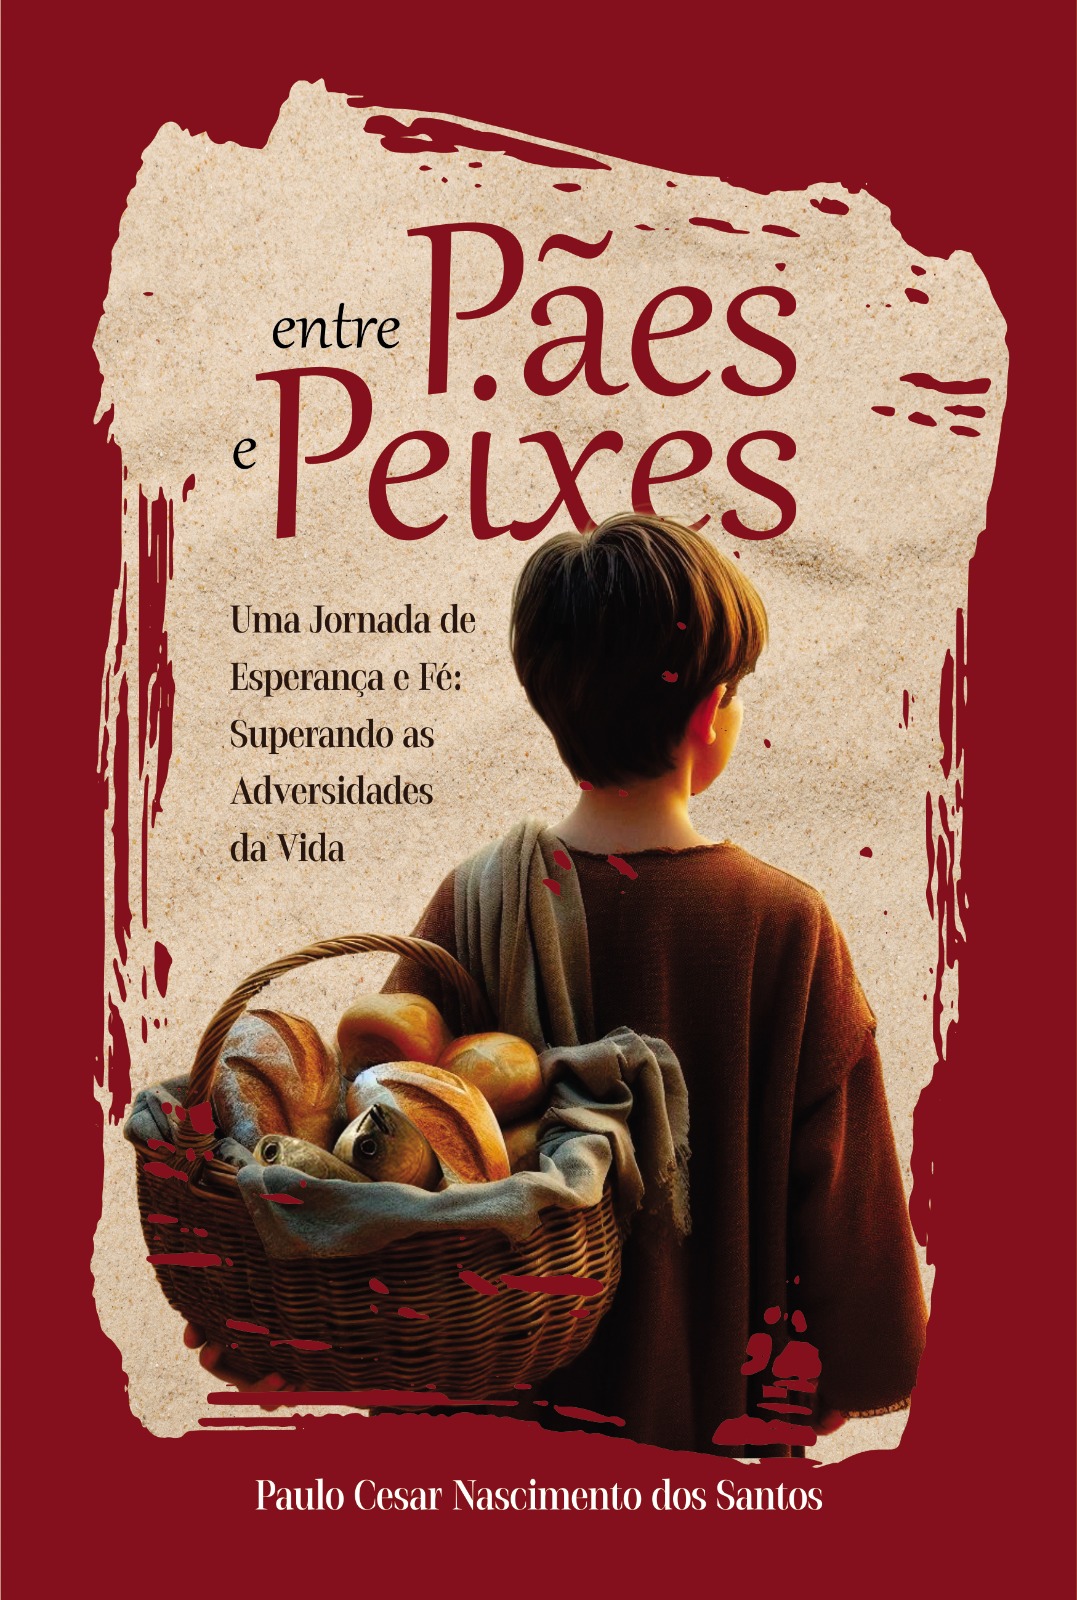 entre Pães
e Peixes
Uma Jornada de
Esperança e Fé:
Superando as
Adversidades
da Vida
Paulo Cesar Nascimento dos Santos